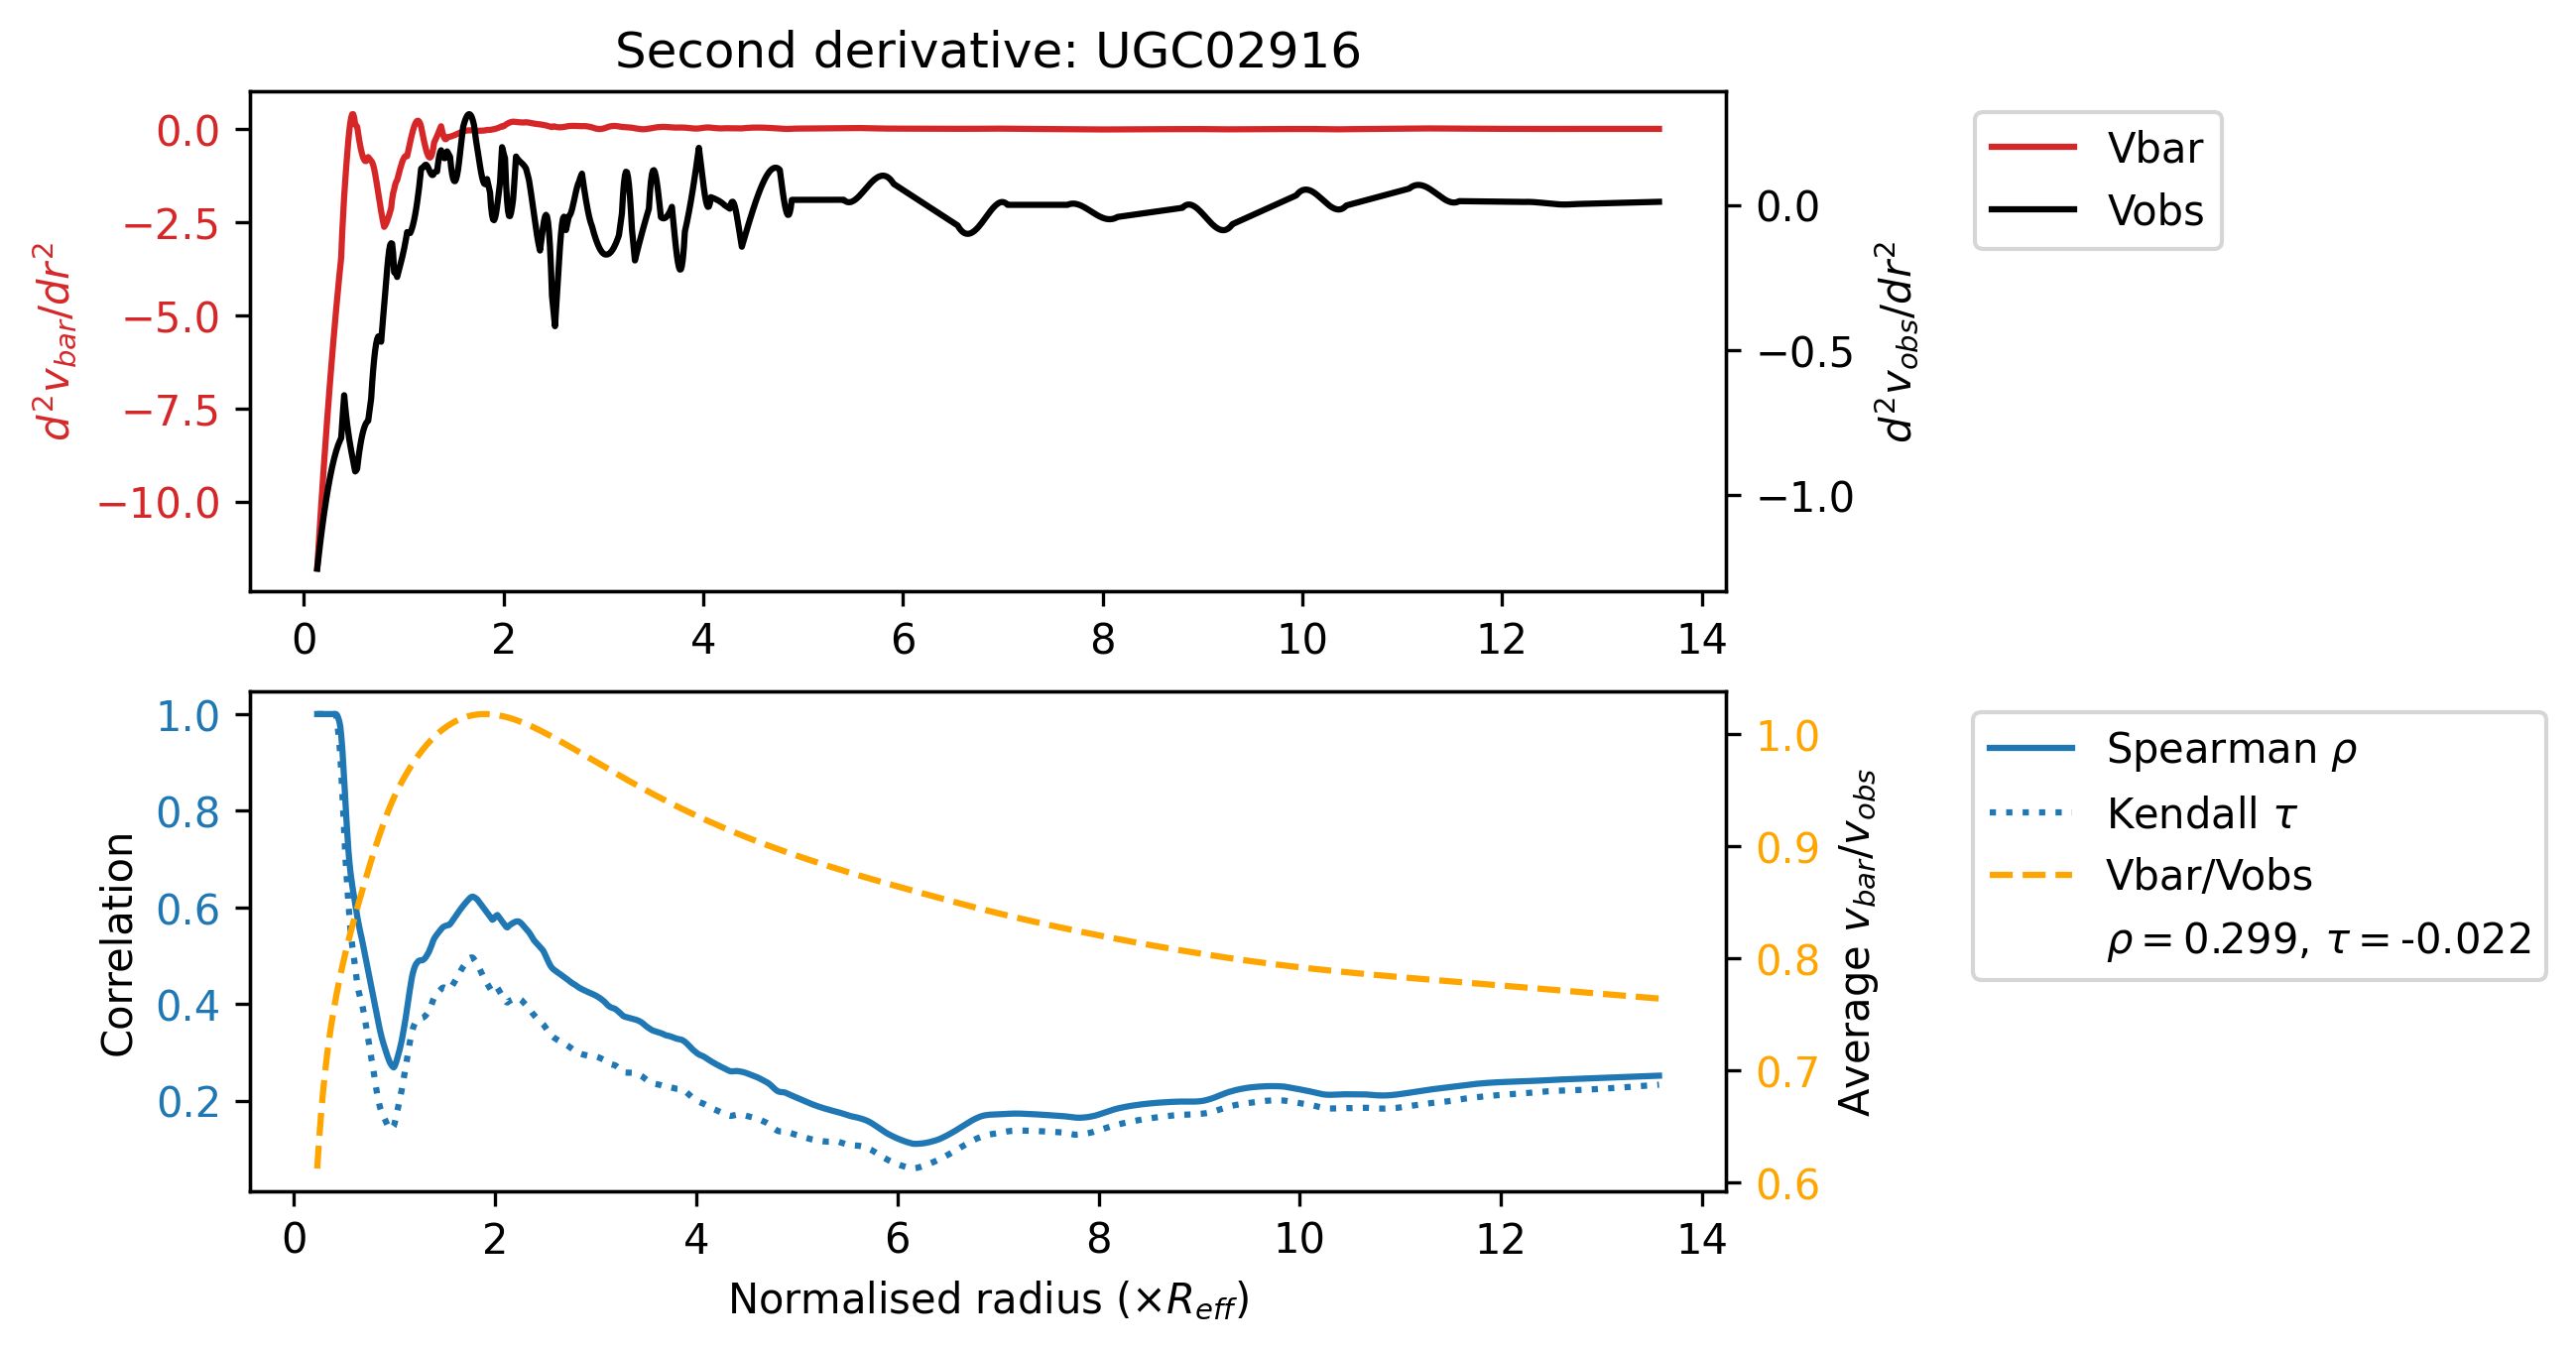 Second derivative: UGC02916
0.0
−2.5
−5.0
−7.5
−10.0
d²v_bar/dr²
0.0
−0.5
−1.0
d²v_obs/dr²
0 2 4 6 8 10 12 14
Vbar
Vobs
1.0
0.8
0.6
0.4
0.2
Correlation
1.0
0.9
0.8
0.7
0.6
Average v_bar/v_obs
0 2 4 6 8 10 12 14
Normalised radius (×R_eff)
Spearman ρ
Kendall τ
Vbar/Vobs
ρ = 0.299, τ = -0.022